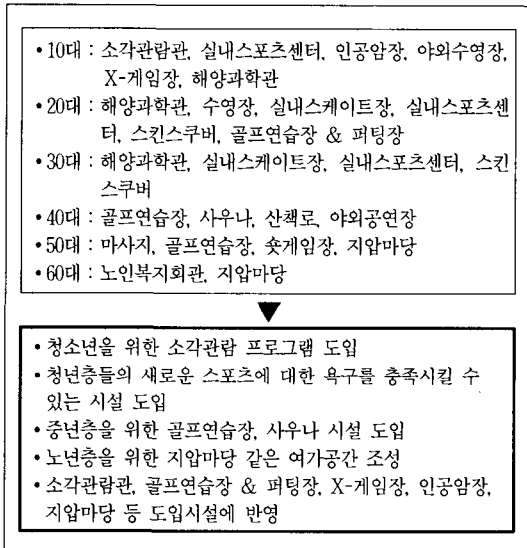 • 10대 : 소각관람관, 실내스포츠센터, 인공암장, 야외수영장,
X-게임장, 해양과학관
• 20대 : 해양과학관, 수영장, 실내스케이트장, 실내스포츠센
터, 스킨스쿠버, 골프연습장 & 퍼팅장
• 30대 : 해양과학관, 실내스케이트장, 실내스포츠센터, 스킨
스쿠버
• 40대 : 골프연습장, 사우나, 산책로, 야외공연장
• 50대 : 마사지, 골프연습장, 숏게임장, 지압마당
• 60대 : 노인복지회관, 지압마당
▼
• 청소년을 위한 소각관람 프로그램 도입
• 청년층들의 새로운 스포츠에 대한 욕구를 충족시킬 수
있는 시설 도입
• 중년층을 위한 골프연습장, 사우나 시설 도입
• 노년층을 위한 지압마당 같은 여가공간 조성
• 소각관람관, 골프연습장 & 퍼팅장, X-게임장, 인공암장,
지압마당 등 도입시설에 반영